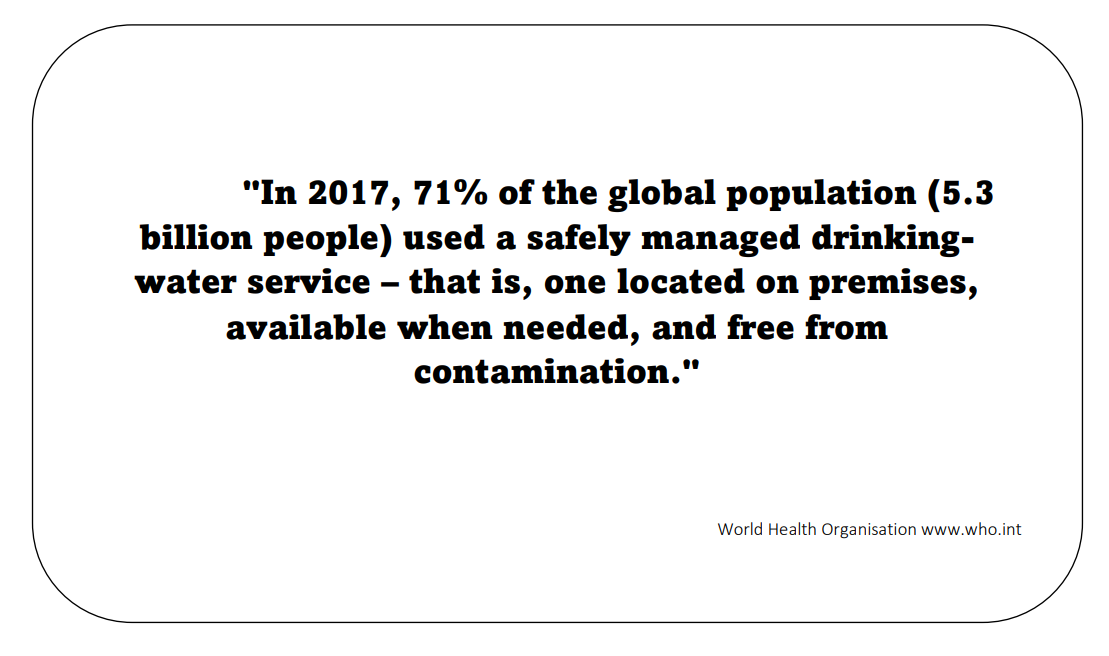 "In 2017, 71% of the global population (5.3
billion people) used a safely managed drinking-
water service – that is, one located on premises,
available when needed, and free from
contamination."
World Health Organisation www.who.int